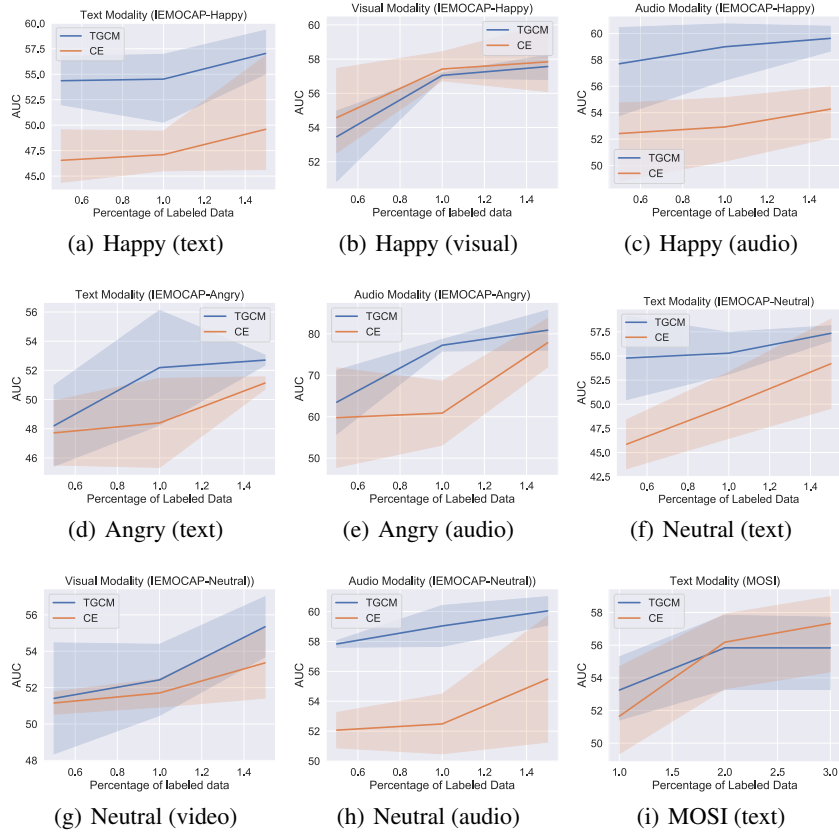 Text Modality (IEMOCAP-Happy)
60.0
57.5
55.0
52.5
50.0
47.5
45.0
AUC
TGCM
CE
0.6 0.8 1.0 1.2 1.4
Percentage of Labeled Data
(a) Happy (text)
Visual Modality (IEMOCAP-Happy)
58
56
54
52
AUC
TGCM
CE
0.6 0.8 1.0 1.2 1.4
Percentage of labeled Data
(b) Happy (visual)
Audio Modality (IEMOCAP-Happy)
60
58
56
54
52
50
AUC
TGCM
CE
0.6 0.8 1.0 1.2 1.4
Percentage of Labeled Data
(c) Happy (audio)
Text Modality (IEMOCAP-Angry)
56
54
52
50
48
46
AUC
TGCM
CE
0.6 0.8 1.0 1.2 1.4
Percentage of Labeled Data
(d) Angry (text)
Audio Modality (IEMOCAP-Angry)
80
70
60
50
AUC
TGCM
CE
0.6 0.8 1.0 1.2 1.4
Percentage of Labeled Data
(e) Angry (audio)
Text Modality (IEMOCAP-Neutral)
57.5
55.0
52.5
50.0
47.5
45.0
42.5
AUC
TGCM
CE
0.6 0.8 1.0 1.2 1.4
Percentage of Labeled Data
(f) Neutral (text)
Visual Modality (IEMOCAP-Neutral))
56
54
52
50
48
AUC
TGCM
CE
0.6 0.8 1.0 1.2 1.4
Percentage of Labeled Data
(g) Neutral (video)
Audio Modality (IEMOCAP-Neutral))
60
58
56
54
52
50
AUC
TGCM
CE
0.6 0.8 1.0 1.2 1.4
Percentage of Labeled Data
(h) Neutral (audio)
Text Modality (MOSI)
58
56
54
52
50
AUC
TGCM
CE
1.0 1.5 2.0 2.5 3.0
Percentage of Labeled data
(i) MOSI (text)